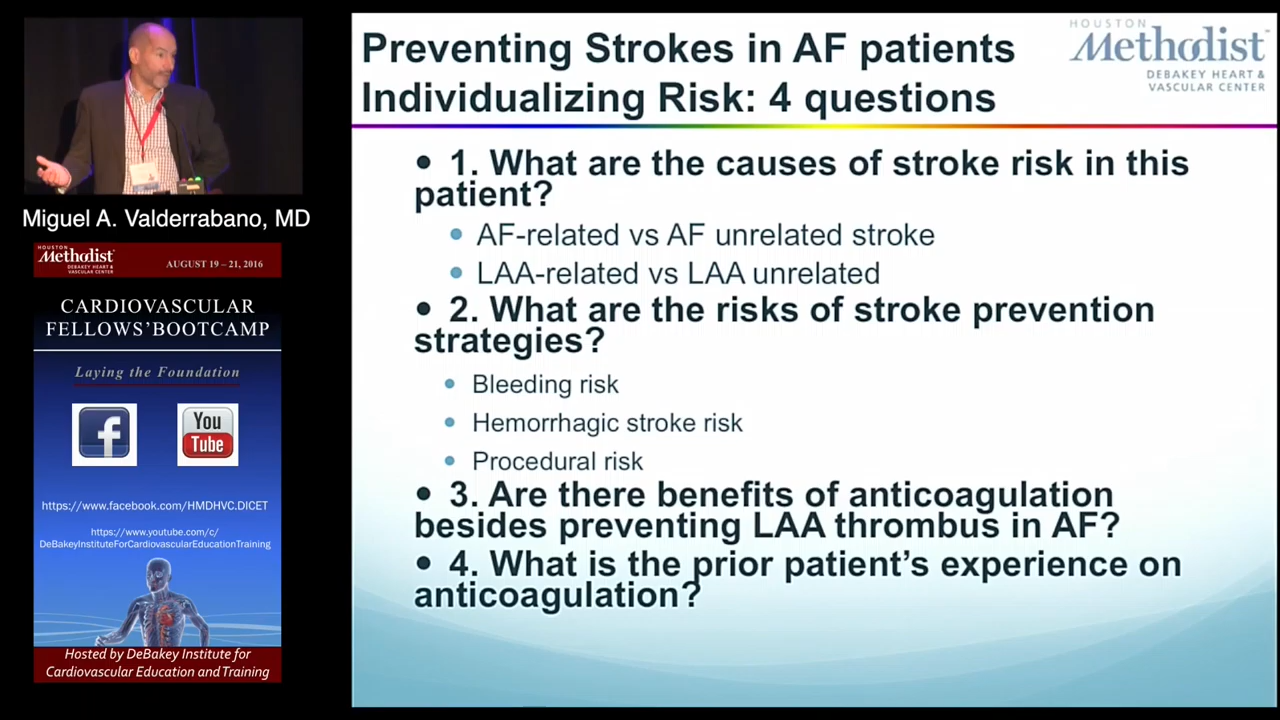 Miguel A. Valderrabano, MD
HOUSTON
Methodist
DEBAKEY HEART &
VASCULAR CENTER
AUGUST 19 – 21, 2016
CARDIOVASCULAR
FELLOWS'BOOTCAMP
Laying the Foundation
f
You
Tube
https://www.facebook.com/HMDHVC.DICET
https://www.youtube.com/c/
DeBakeyInstituteForCardiovascularEducationTraining
Hosted by DeBakey Institute for
Cardiovascular Education and Training
Preventing Strokes in AF patients
Individualizing Risk: 4 questions
HOUSTON
Methodist
DEBAKEY HEART &
VASCULAR CENTER
• 1. What are the causes of stroke risk in this
patient?
• AF-related vs AF unrelated stroke
• LAA-related vs LAA unrelated
• 2. What are the risks of stroke prevention
strategies?
• Bleeding risk
• Hemorrhagic stroke risk
• Procedural risk
• 3. Are there benefits of anticoagulation
besides preventing LAA thrombus in AF?
• 4. What is the prior patient's experience on
anticoagulation?